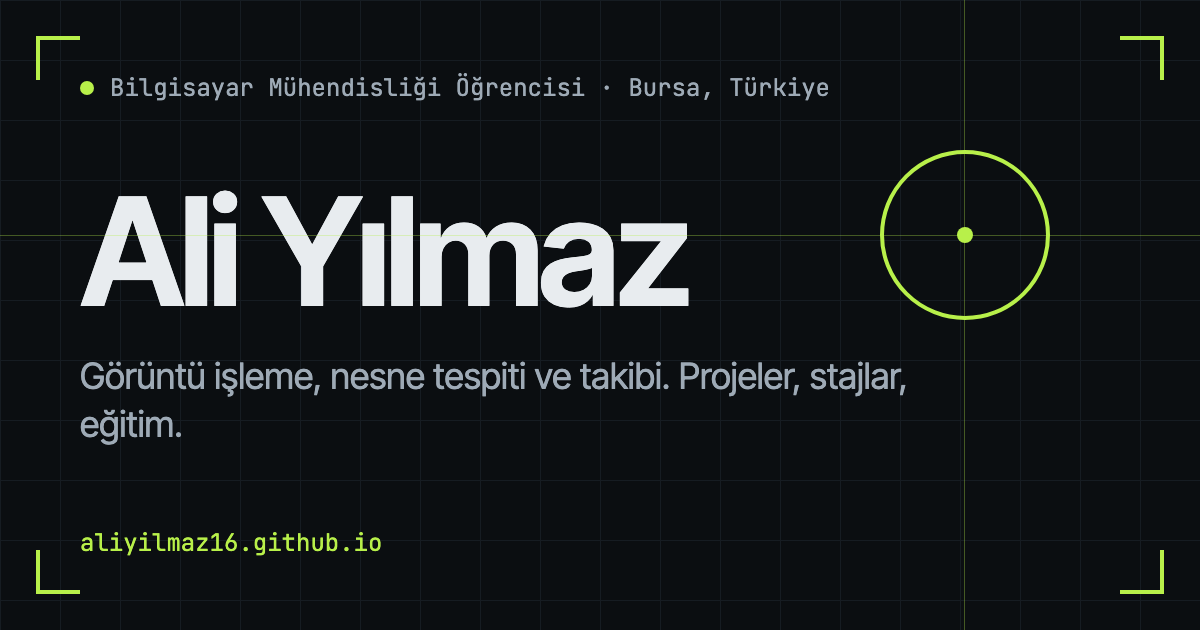 Bilgisayar Mühendisliği Öğrencisi · Bursa, Türkiye
Ali Yılmaz
Görüntü işleme, nesne tespiti ve takibi. Projeler, stajlar,
eğitim.
aliyilmaz16.github.io